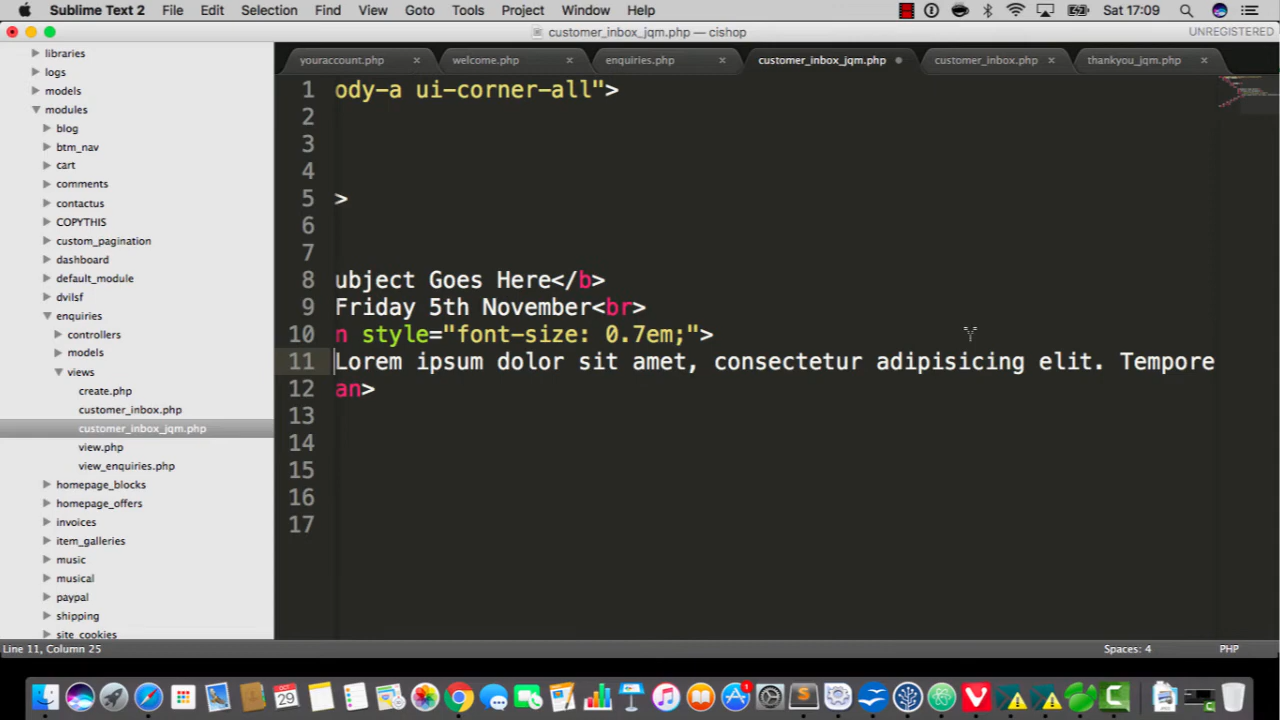 Sublime Text 2 File Edit Selection Find View Goto Tools Project Window Help Sat 17:09
customer_inbox_jqm.php — cishop UNREGISTERED
youraccount.php × welcome.php × enquiries.php × customer_inbox_jqm.php customer_inbox.php × thankyou_jqm.php ×
libraries
logs
models
modules
blog
btm_nav
cart
comments
contactus
COPYTHIS
custom_pagination
dashboard
default_module
dvilsf
enquiries
controllers
models
views
create.php
customer_inbox.php
customer_inbox_jqm.php
view.php
view_enquiries.php
homepage_blocks
homepage_offers
invoices
item_galleries
music
musical
paypal
shipping
site_cookies
1 ody-a ui-corner-all">
2
3
4
5 >
6
7
8 ubject Goes Here</b>
9 Friday 5th November<br>
10 n style="font-size: 0.7em;">
11 Lorem ipsum dolor sit amet, consectetur adipisicing elit. Tempore
12 an>
13
14
15
16
17
Line 11, Column 25 Spaces: 4 PHP
OCT
29
1